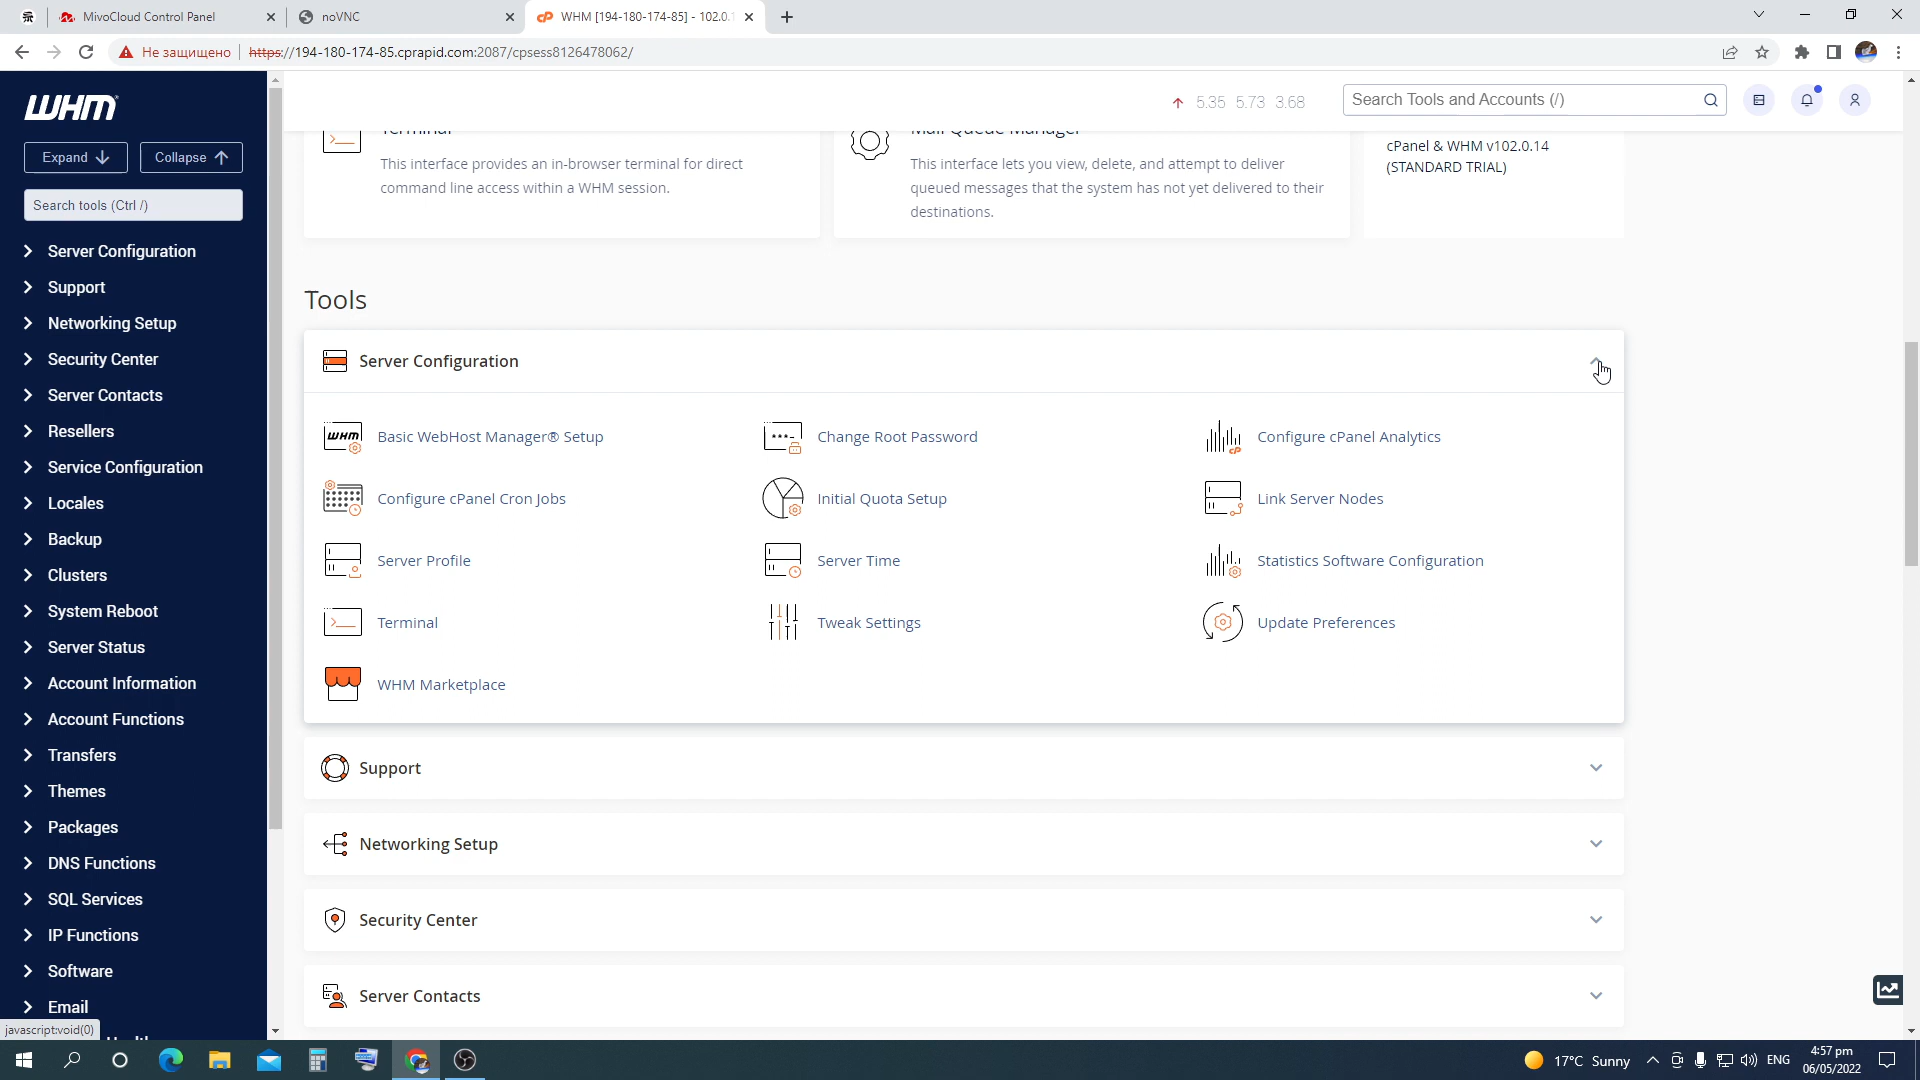 MivoCloud Control Panel
noVNC
WHM [194-180-174-85] - 102.0.1
Не защищено
https://194-180-174-85.cprapid.com:2087/cpsess8126478062/
WHM
Expand
Collapse
Search tools (Ctrl /)
Server Configuration
Support
Networking Setup
Security Center
Server Contacts
Resellers
Service Configuration
Locales
Backup
Clusters
System Reboot
Server Status
Account Information
Account Functions
Transfers
Themes
Packages
DNS Functions
SQL Services
IP Functions
Software
Email
javascript:void(0)
5.35 5.73 3.68
Search Tools and Accounts (/)
Terminal
This interface provides an in-browser terminal for direct
command line access within a WHM session.
Mail Queue Manager
This interface lets you view, delete, and attempt to deliver
queued messages that the system has not yet delivered to their
destinations.
cPanel & WHM v102.0.14
(STANDARD TRIAL)
Tools
Server Configuration
Basic WebHost Manager® Setup
Change Root Password
Configure cPanel Analytics
Configure cPanel Cron Jobs
Initial Quota Setup
Link Server Nodes
Server Profile
Server Time
Statistics Software Configuration
Terminal
Tweak Settings
Update Preferences
WHM Marketplace
Support
Networking Setup
Security Center
Server Contacts
17°C Sunny
ENG
4:57 pm
06/05/2022